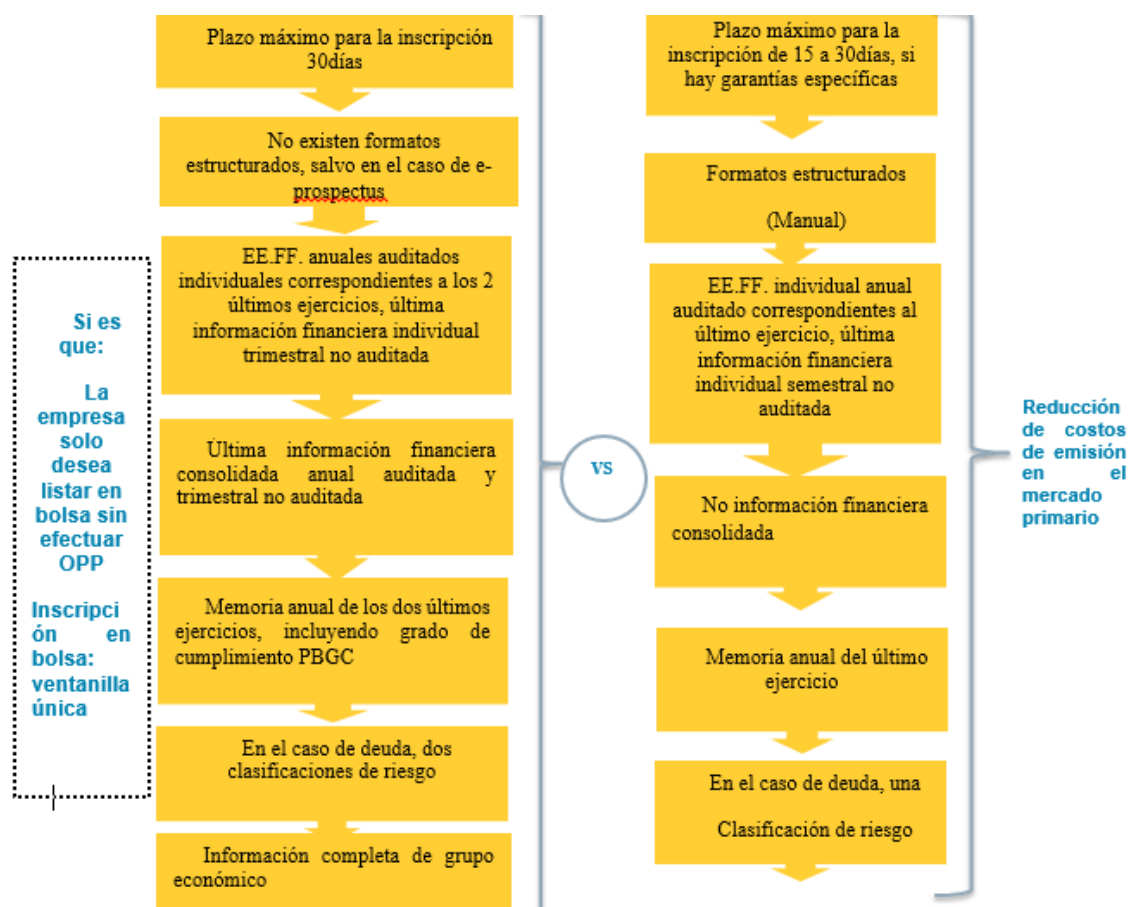 Si es
que:
La
empresa
solo
desea
listar en
bolsa sin
efectuar
OPP
Inscripci
ón en
bolsa:
ventanilla
única
Plazo máximo para la inscripción
30días
No existen formatos
estructurados, salvo en el caso de e-
prospectus
EE.FF. anuales auditados
individuales correspondientes a los 2
últimos ejercicios, última
información financiera individual
trimestral no auditada
Última información financiera
consolidada anual auditada y
trimestral no auditada
Memoria anual de los dos últimos
ejercicios, incluyendo grado de
cumplimiento PBGC
En el caso de deuda, dos
clasificaciones de riesgo
Información completa de grupo
económico
vs
Plazo máximo para la
inscripción de 15 a 30días, si
hay garantías específicas
Formatos estructurados
(Manual)
EE.FF. individual anual
auditado correspondientes al
último ejercicio, última
información financiera
individual semestral no
auditada
No información financiera
consolidada
Memoria anual del último
ejercicio
En el caso de deuda, una
Clasificación de riesgo
Reducción
de costos
de emisión
en el
mercado
primario